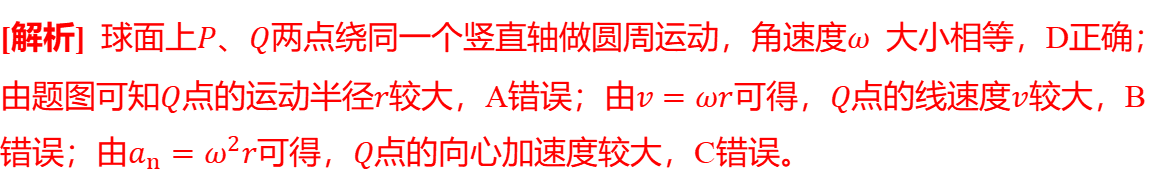 [解析] 球面上P、Q两点绕同一个竖直轴做圆周运动，角速度ω 大小相等，D正确；
由题图可知Q点的运动半径r较大，A错误；由v = ωr可得，Q点的线速度v较大，B
错误；由aₙ = ω²r可得，Q点的向心加速度较大，C错误。